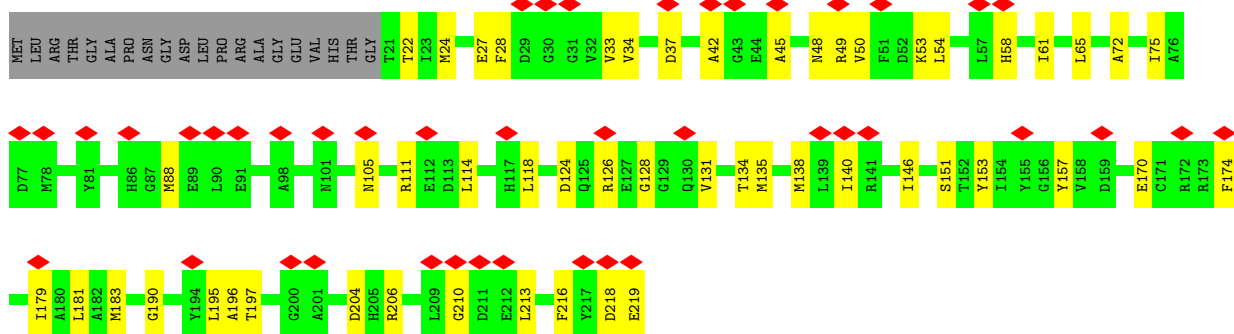 MET LEU ARG THR GLY ALA PRO ASN GLY ASP LEU PRO ARG ALA GLY GLU VAL HIS THR GLY T21 T22 I23 M24 E27 F28 D29 G30 G31 V32 V33 V34 D37 A42 G43 E44 A45 N48 R49 V50 F51 D52 K53 L54 L57 H58 I61 L65 A72 I75 A76
D77 M78 Y81 H86 G87 M88 E89 L90 E91 A98 N101 N105 R111 E112 D113 L114 H117 L118 D124 Q125 R126 E127 G128 G129 Q130 V131 T134 M135 M138 L139 I140 R141 I146 S151 T152 Y153 I154 Y155 G156 Y157 V158 D159 E170 C171 R172 R173 F174
I179 A180 L181 A182 M183 G190 Y194 L195 A196 T197 G200 A201 D204 H205 R206 L209 G210 D211 E212 L213 F216 Y217 D218 E219